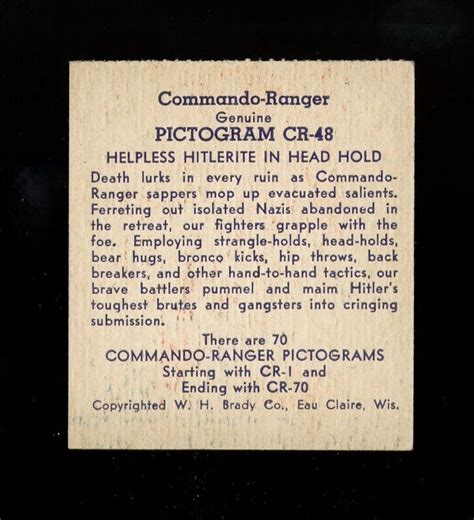 Commando-Ranger
Genuine
PICTOGRAM CR-48
HELPLESS HITLERITE IN HEAD HOLD
Death lurks in every ruin as Commando-
Ranger sappers mop up evacuated salients.
Ferreting out isolated Nazis abandoned in
the retreat, our fighters grapple with the
foe. Employing strangle-holds, head-holds,
bear hugs, bronco kicks, hip throws, back
breakers, and other hand-to-hand tactics, our
brave battlers pummel and maim Hitler's
toughest brutes and gangsters into cringing
submission.
There are 70
COMMANDO-RANGER PICTOGRAMS
Starting with CR-1 and
Ending with CR-70
Copyrighted W. H. Brady Co., Eau Claire, Wis.